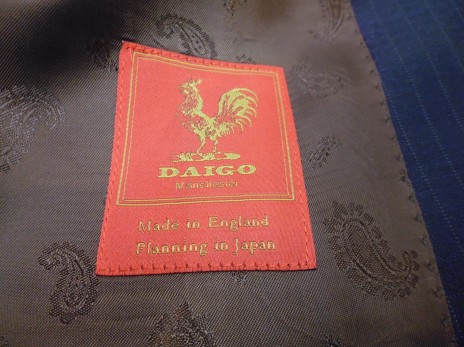 DAIGO
Manchester
Made in England
Planning in Japan